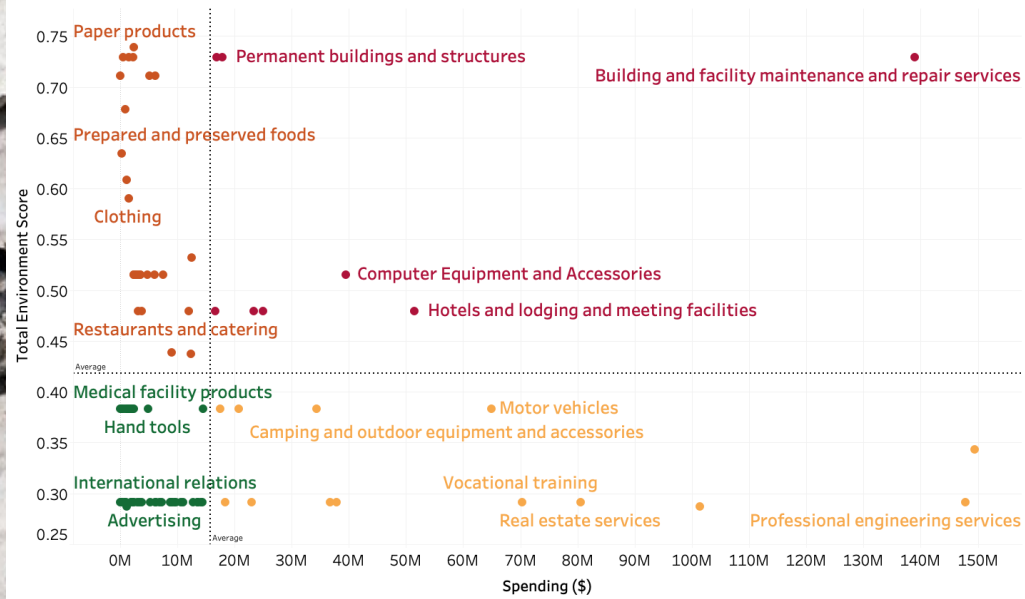 Paper products
0.75
Permanent buildings and structures
Building and facility maintenance and repair services
0.70
0.65
Prepared and preserved foods
0.60
Clothing
0.55
Computer Equipment and Accessories
0.50
Hotels and lodging and meeting facilities
Restaurants and catering
0.45
Average
Total Environment Score
0.40
Medical facility products
Motor vehicles
Hand tools
Camping and outdoor equipment and accessories
0.35
International relations
Vocational training
0.30
Advertising
Real estate services
Professional engineering services
0.25
Average
0M 10M 20M 30M 40M 50M 60M 70M 80M 90M 100M 110M 120M 130M 140M 150M
Spending ($)